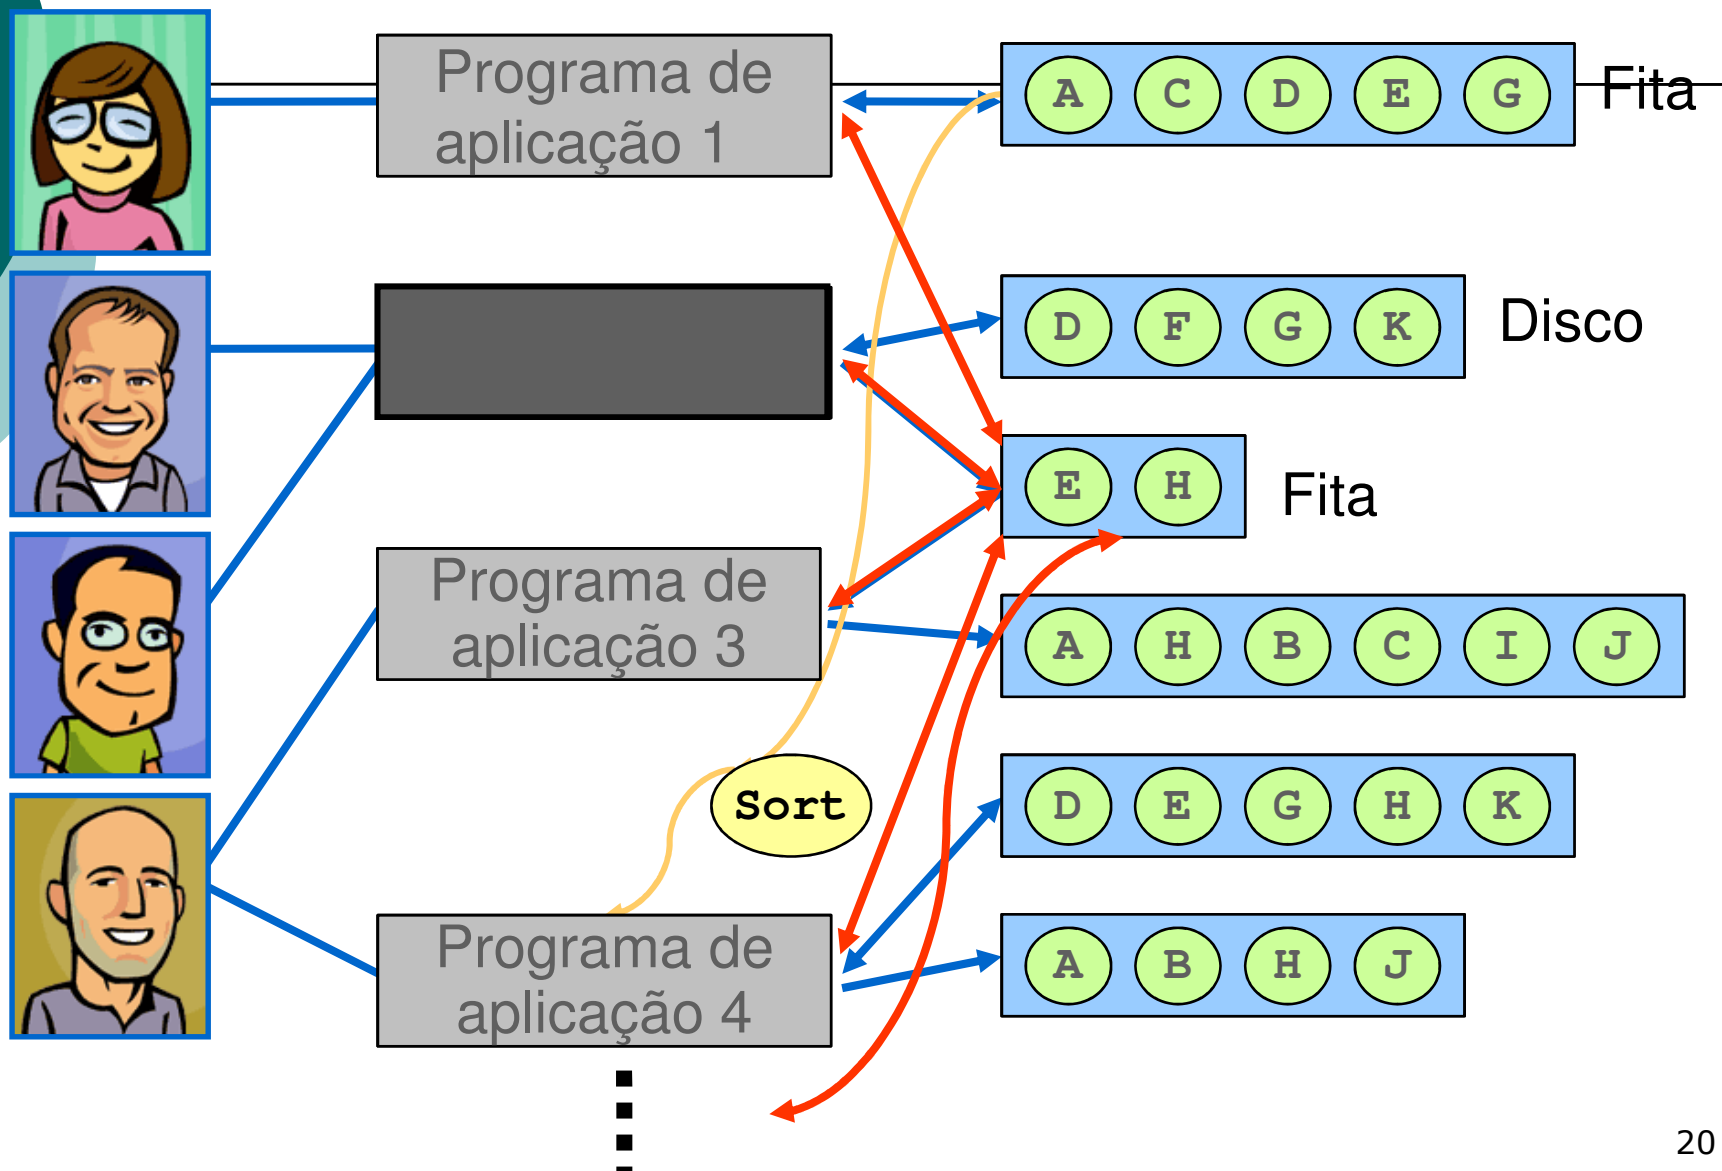 Programa de
aplicação 1
A C D E G
Fita
D F G K
Disco
E H
Fita
Programa de
aplicação 3
A H B C I J
Sort
D E G H K
Programa de
aplicação 4
A B H J
20